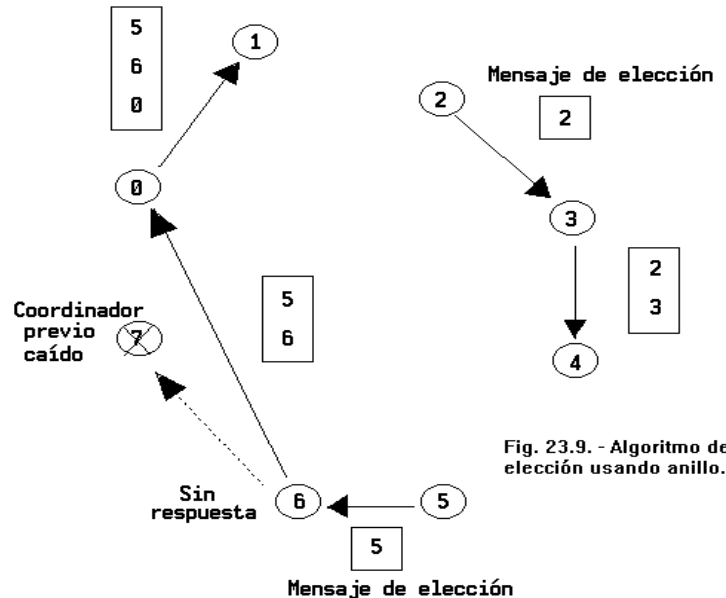 5
6
0
1
Mensaje de elección
2
2
0
3
2
3
5
6
Coordinador
previo
caído
7
4
Fig. 23.9. - Algoritmo de
elección usando anillo.
Sin
respuesta
6
5
5
Mensaje de elección